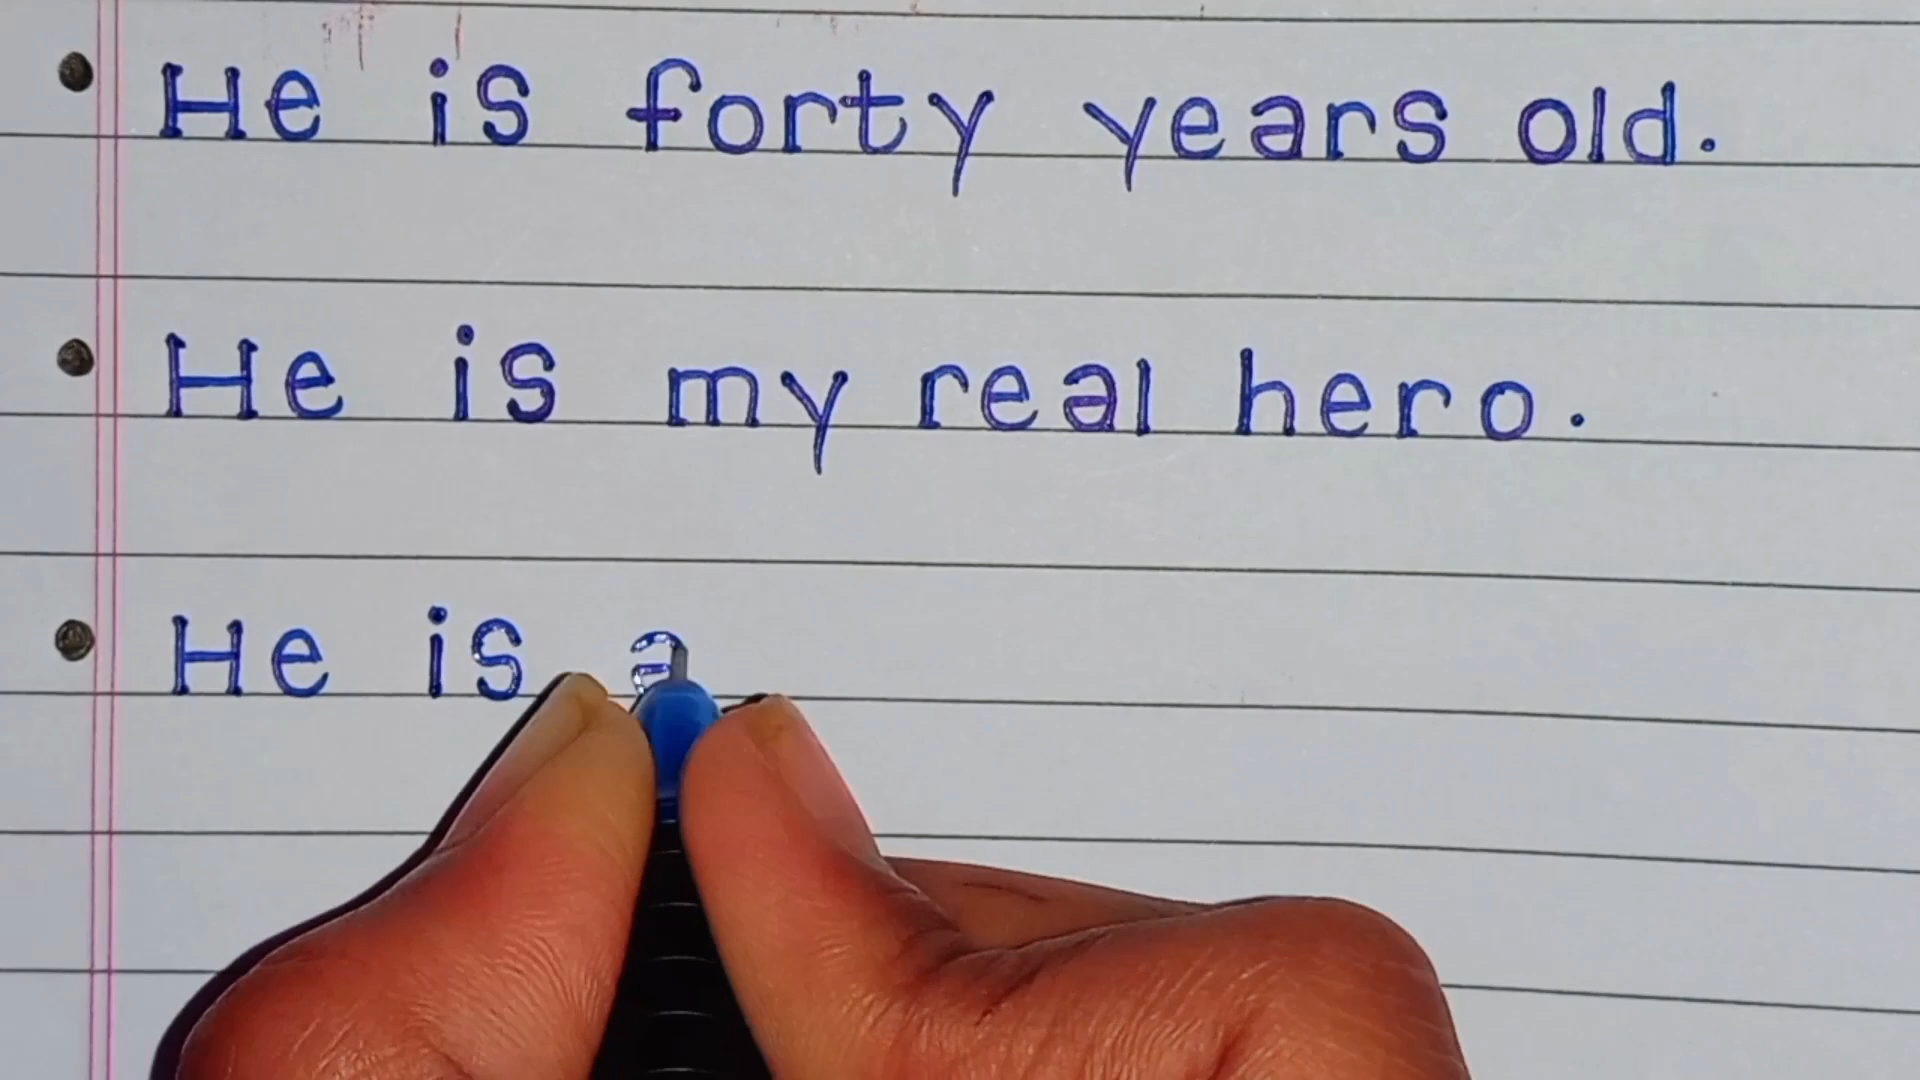 He is forty years old.
He is my real hero.
He is a